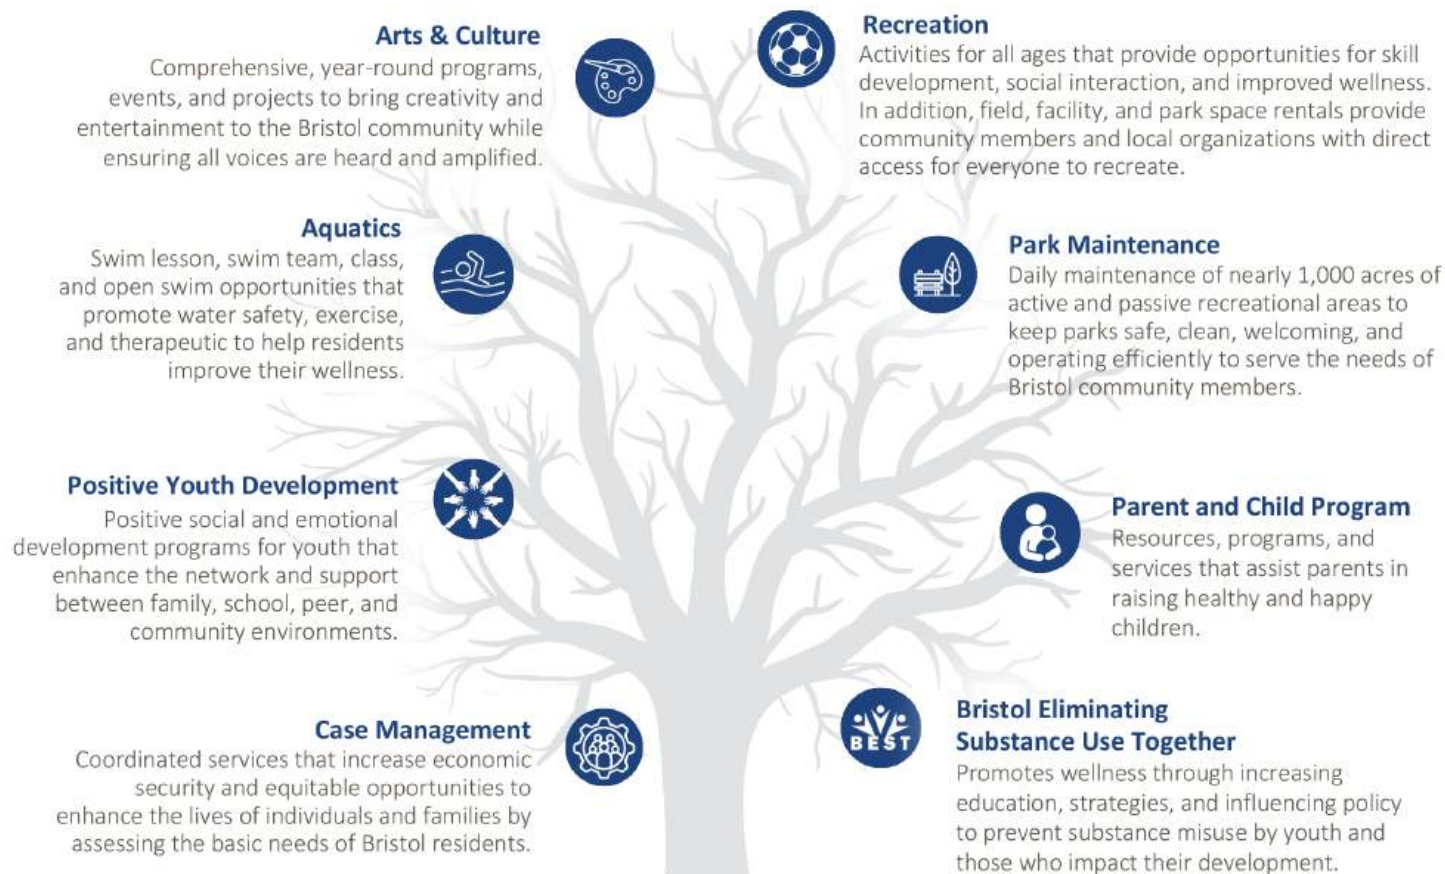 Arts & Culture
Comprehensive, year-round programs,
events, and projects to bring creativity and
entertainment to the Bristol community while
ensuring all voices are heard and amplified.
Recreation
Activities for all ages that provide opportunities for skill
development, social interaction, and improved wellness.
In addition, field, facility, and park space rentals provide
community members and local organizations with direct
access for everyone to recreate.
Aquatics
Swim lesson, swim team, class,
and open swim opportunities that
promote water safety, exercise,
and therapeutic to help residents
improve their wellness.
Park Maintenance
Daily maintenance of nearly 1,000 acres of
active and passive recreational areas to
keep parks safe, clean, welcoming, and
operating efficiently to serve the needs of
Bristol community members.
Positive Youth Development
Positive social and emotional
development programs for youth that
enhance the network and support
between family, school, peer, and
community environments.
Parent and Child Program
Resources, programs, and
services that assist parents in
raising healthy and happy
children.
Case Management
Coordinated services that increase economic
security and equitable opportunities to
enhance the lives of individuals and families by
assessing the basic needs of Bristol residents.
BEST
Bristol Eliminating
Substance Use Together
Promotes wellness through increasing
education, strategies, and influencing policy
to prevent substance misuse by youth and
those who impact their development.